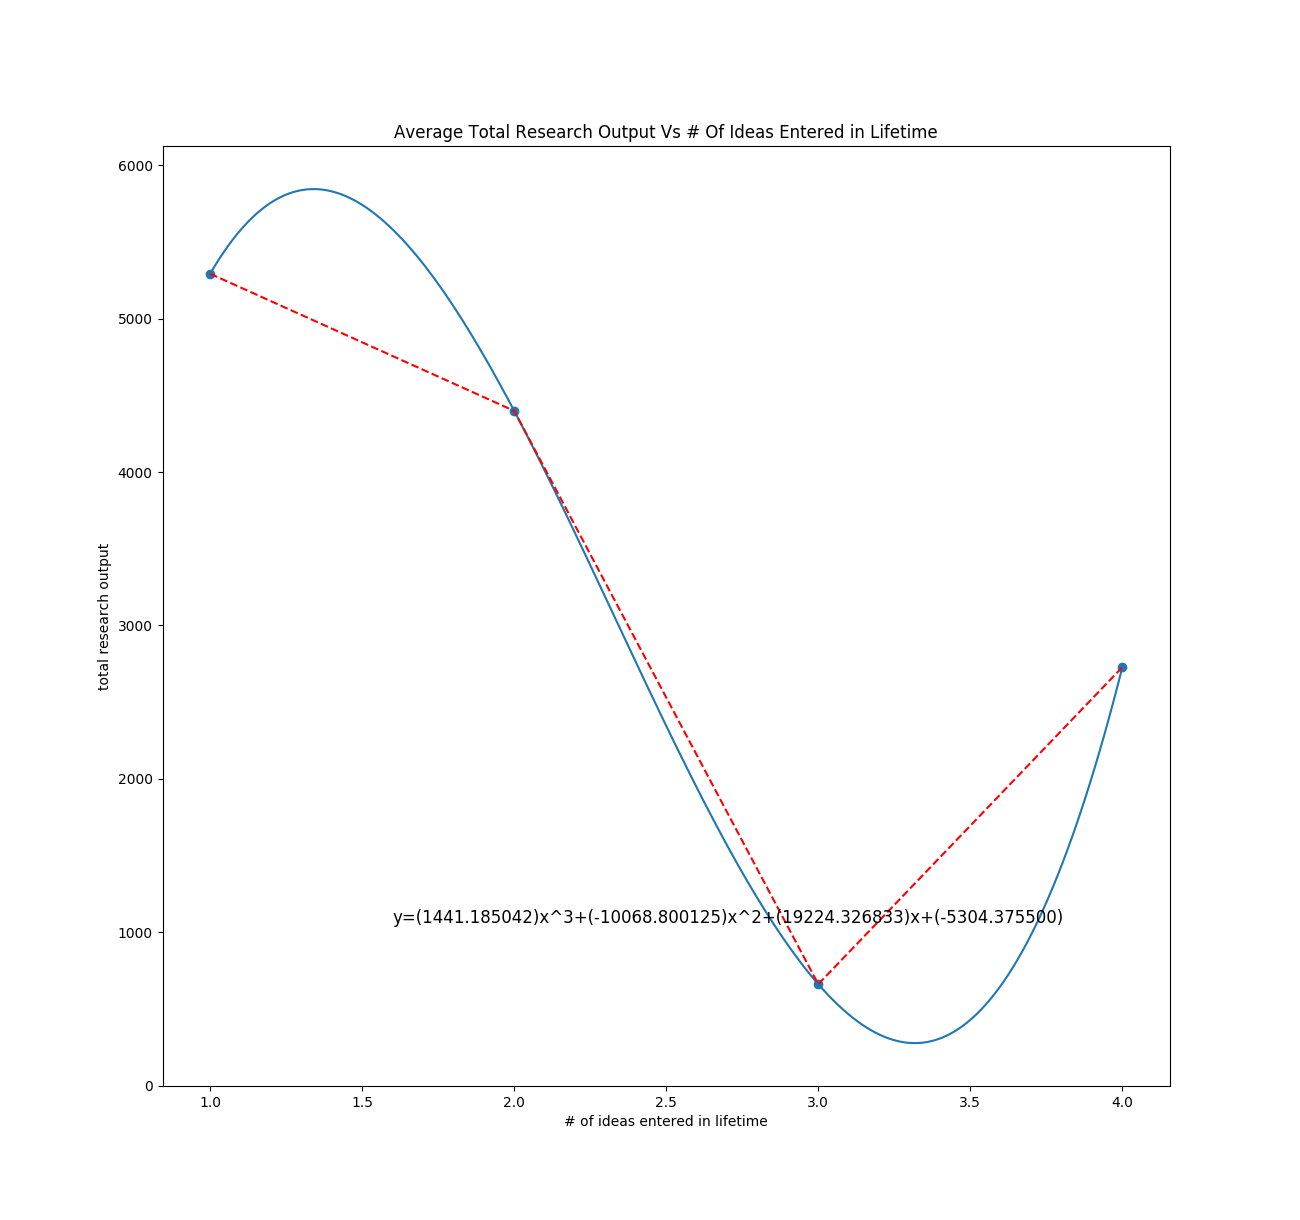 Average Total Research Output Vs # Of Ideas Entered in Lifetime
6000
5000
4000
3000
2000
1000
0
total research output
y=(1441.185042)x^3+(-10068.800125)x^2+(19224.326833)x+(-5304.375500)
1.0 1.5 2.0 2.5 3.0 3.5 4.0
# of ideas entered in lifetime